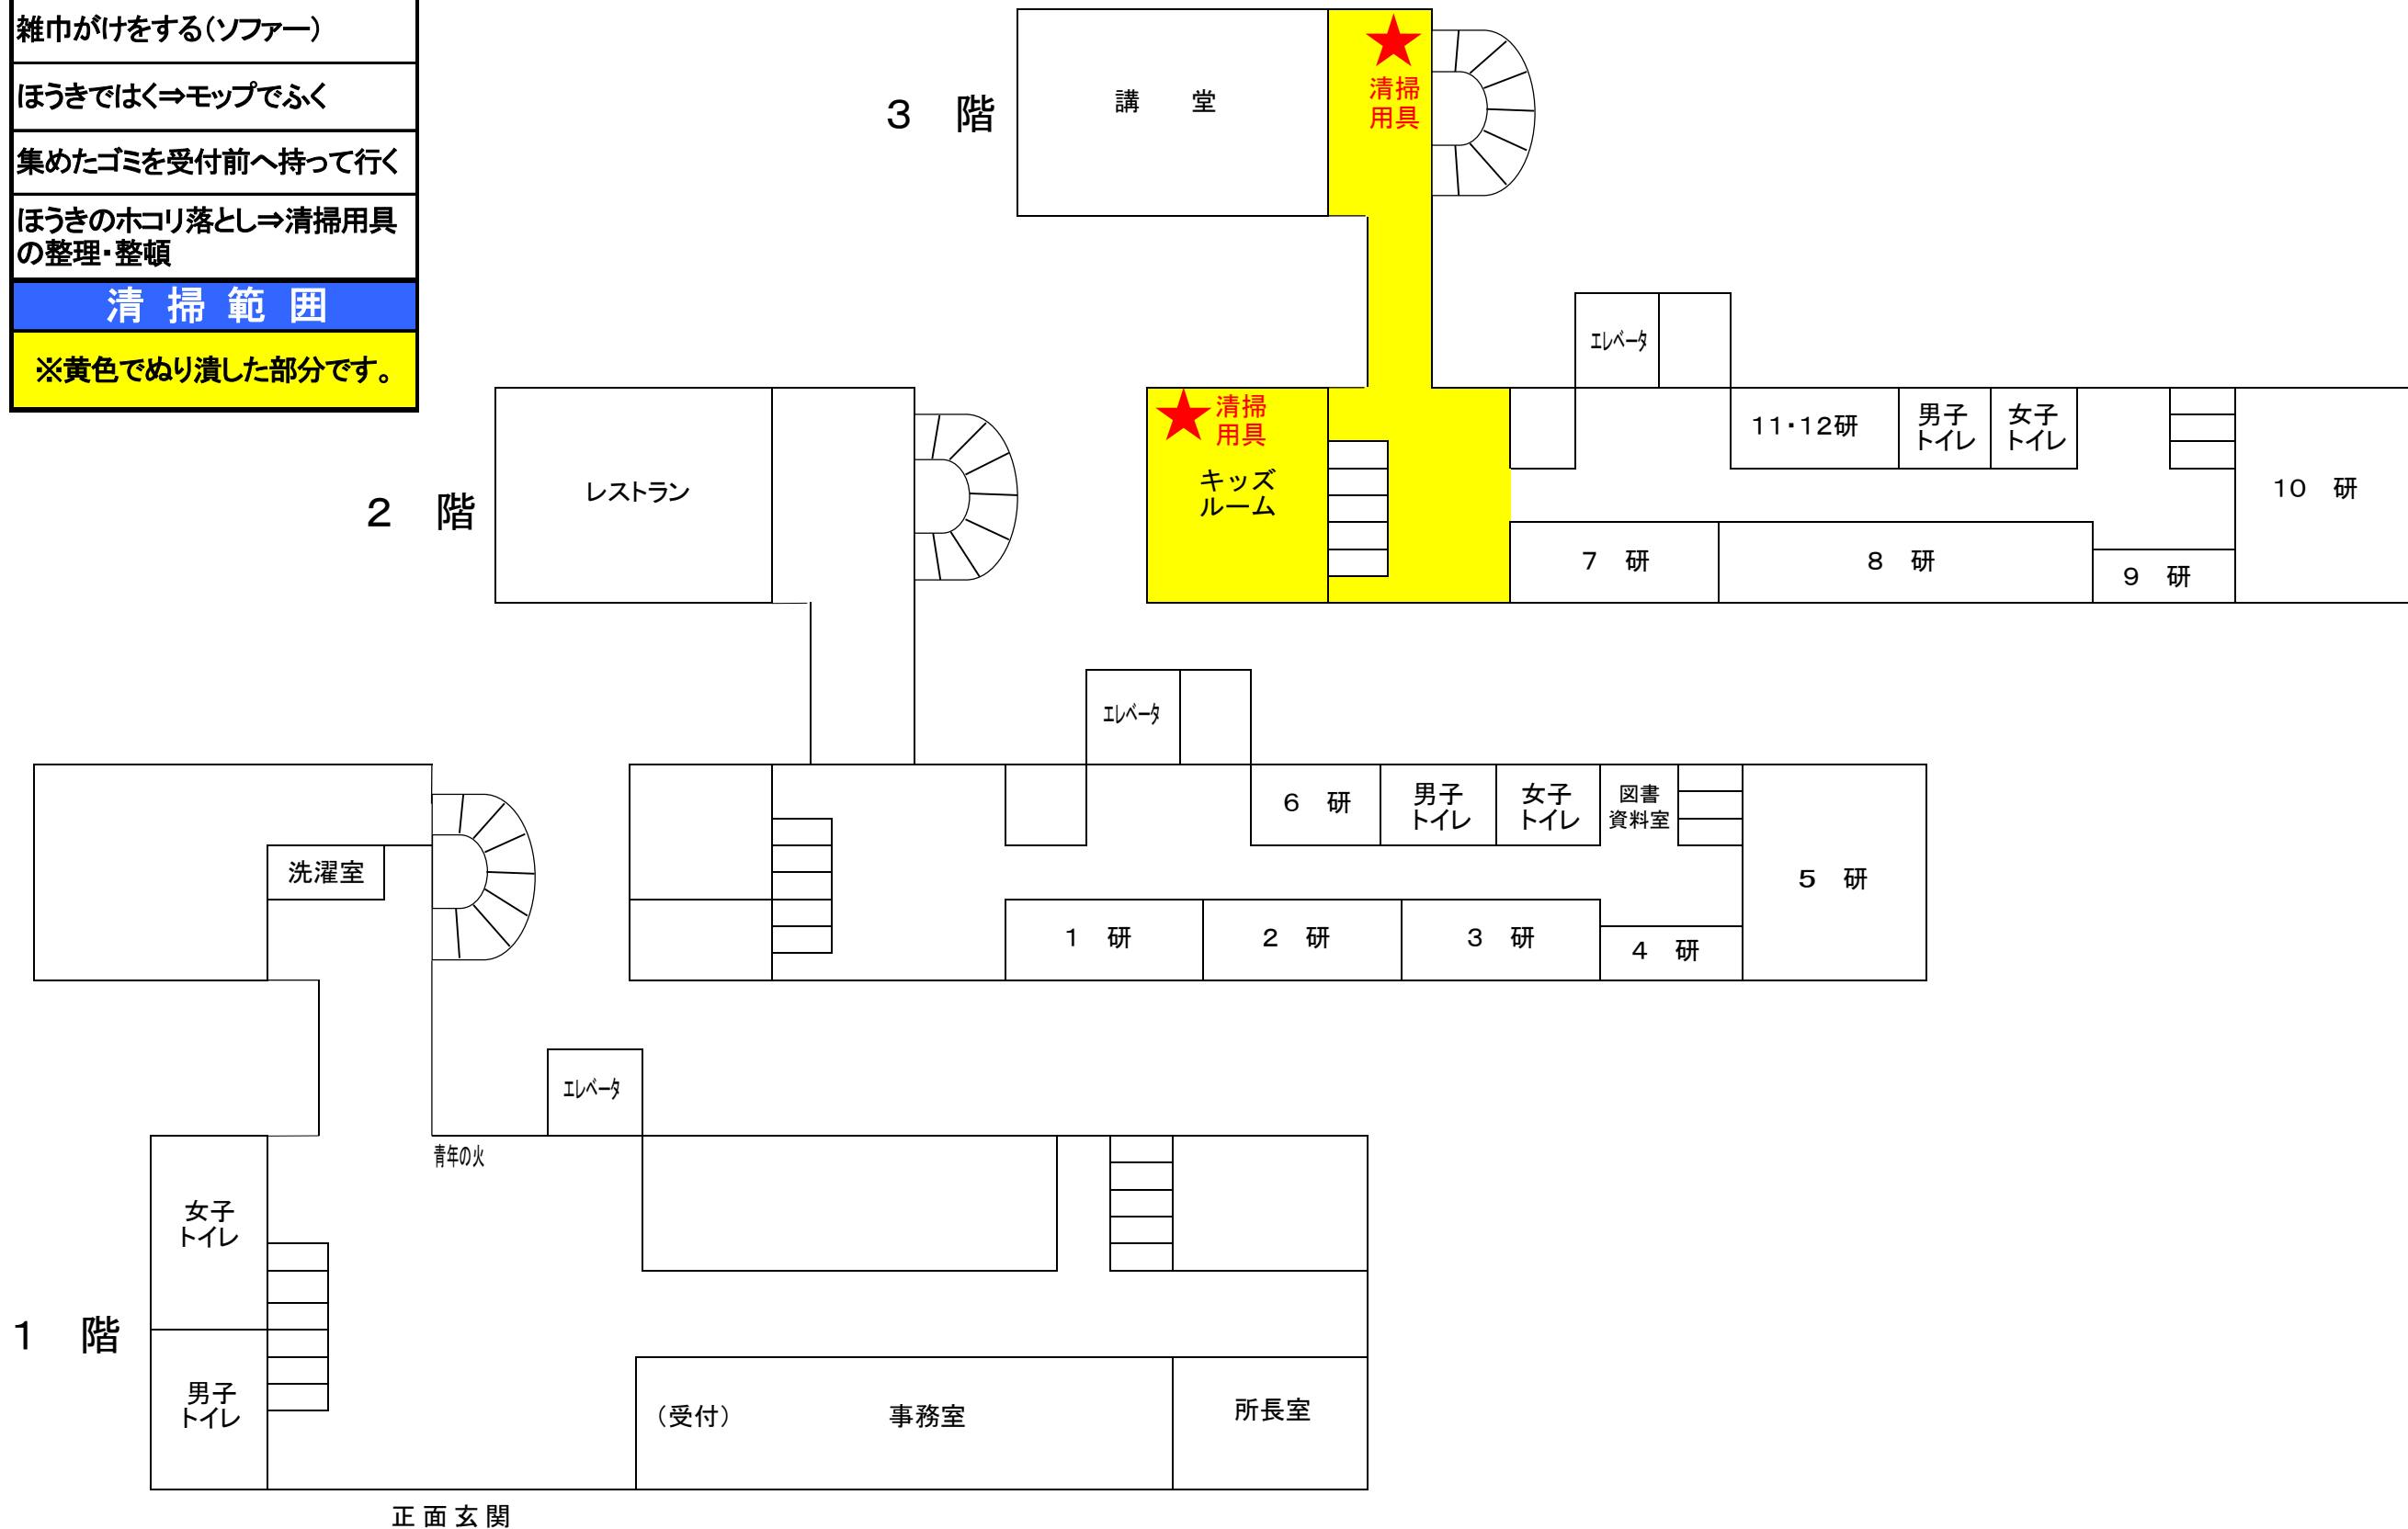 雑巾がけをする（ソファー）
ほうきではく⇒モップでふく
集めたゴミを受付前へ持って行く
ほうきのホコリ落とし⇒清掃用具
の整理・整頓
清 掃 範 囲
※黄色でぬり潰した部分です。
３　階
講　　堂
★
清掃
用具
エレベータ
★
清掃
用具
キッズ
ルーム
11・12研
男子
トイレ
女子
トイレ
10　研
７　研
８　研
９　研
２　階
レストラン
エレベータ
６　研
男子
トイレ
女子
トイレ
図書
資料室
５　研
１　研
２　研
３　研
４　研
洗濯室
エレベータ
青年の火
１　階
女子
トイレ
男子
トイレ
（受付）
事務室
所長室
正 面 玄 関